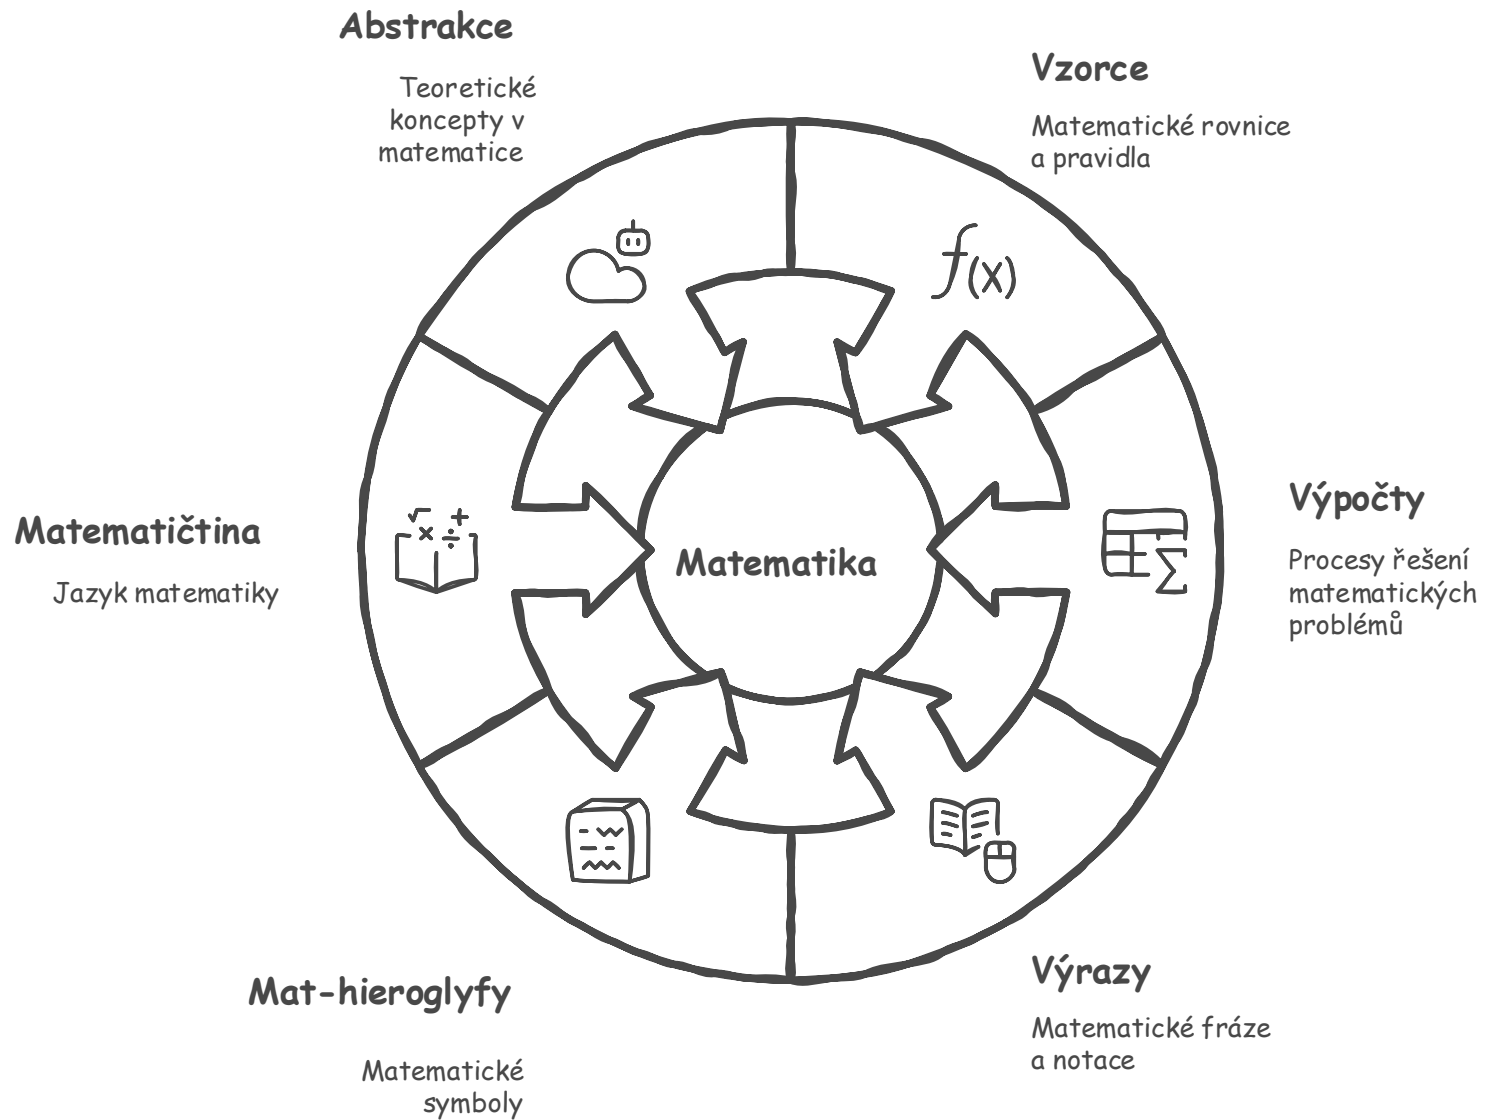 Abstrakce
Teoretické
koncepty v
matematice
Vzorce
Matematické rovnice
a pravidla
f(x)
Matematičtina
Jazyk matematiky
√ + × ÷
Matematika
Výpočty
Procesy řešení
matematických
problémů
Σ
Mat-hieroglyfy
Matematické
symboly
Výrazy
Matematické fráze
a notace